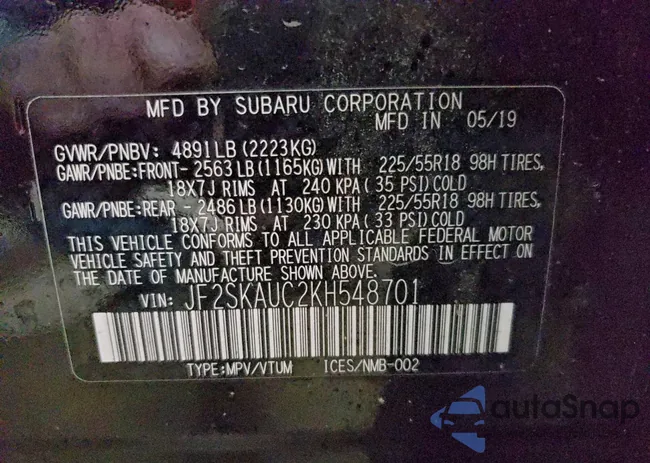 MFD BY SUBARU CORPORATION
MFD IN 05/19
GVWR/PNBV: 4891LB (2223KG)
GAWR/PNBE:FRONT- 2563 LB (1165KG) WITH 225/55R18 98H TIRES,
18X7J RIMS AT 240 KPA ( 35 PSI) COLD
GAWR/PNBE:REAR - 2486 LB (1130KG) WITH 225/55R18 98H TIRES,
18X7J RIMS AT 230 KPA ( 33 PSI) COLD
THIS VEHICLE CONFORMS TO ALL APPLICABLE FEDERAL MOTOR
VEHICLE SAFETY AND THEFT PREVENTION STANDARDS IN EFFECT ON
THE DATE OF MANUFACTURE SHOWN ABOVE.
VIN: JF2SKAUC2KH548701
TYPE:MPV/VTUM ICES/NMB-002
autoSnap